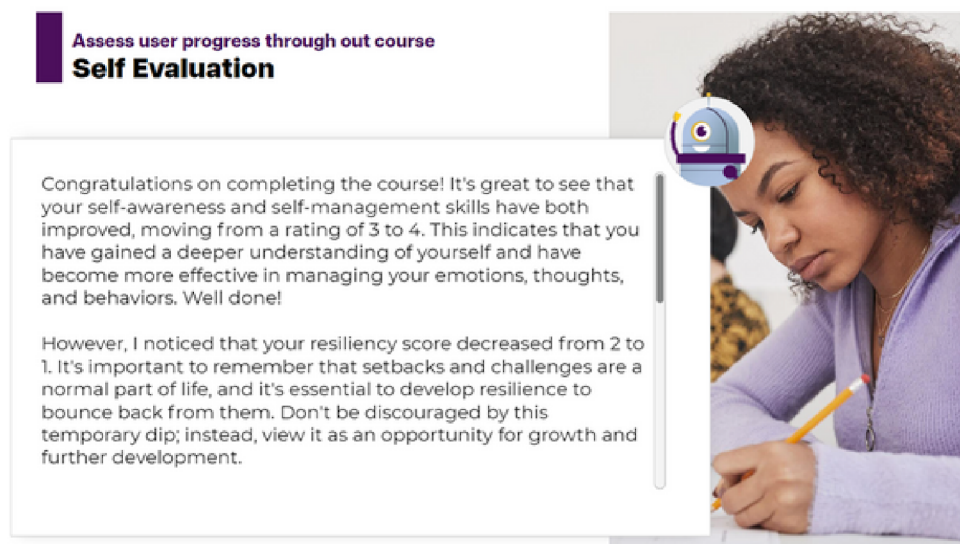 Assess user progress through out course
Self Evaluation
Congratulations on completing the course! It's great to see that
your self-awareness and self-management skills have both
improved, moving from a rating of 3 to 4. This indicates that you
have gained a deeper understanding of yourself and have
become more effective in managing your emotions, thoughts,
and behaviors. Well done!
However, I noticed that your resiliency score decreased from 2 to
1. It's important to remember that setbacks and challenges are a
normal part of life, and it's essential to develop resilience to
bounce back from them. Don't be discouraged by this
temporary dip; instead, view it as an opportunity for growth and
further development.